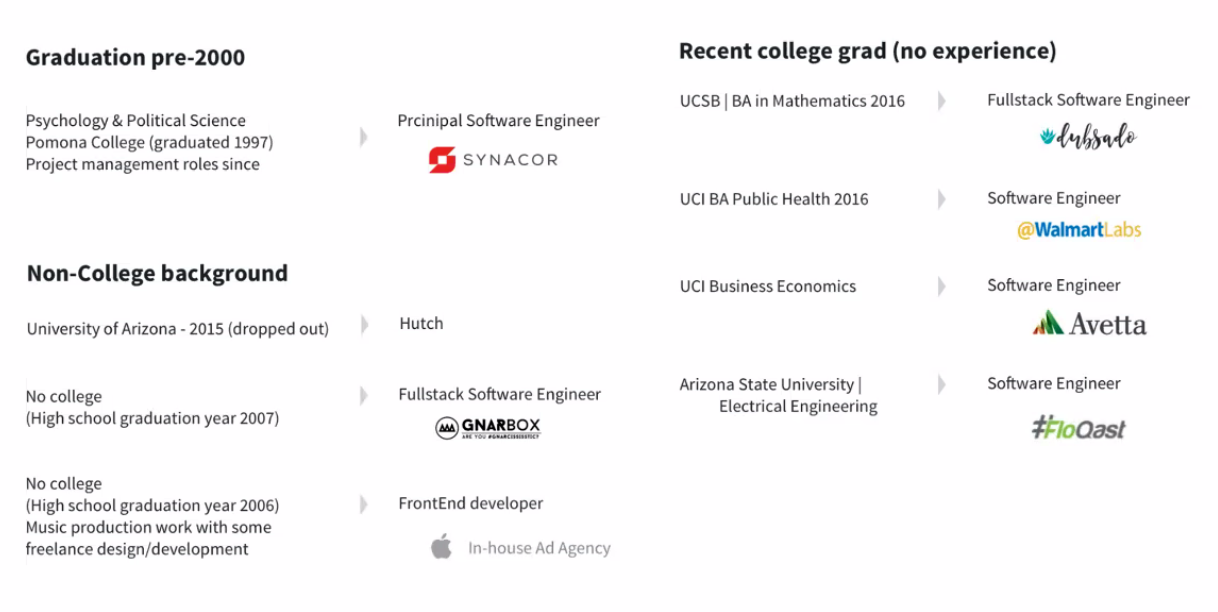 Graduation pre-2000
Psychology & Political Science
Pomona College (graduated 1997)
Project management roles since
Prcinipal Software Engineer
SYNACOR
Non-College background
University of Arizona - 2015 (dropped out)
Hutch
No college
(High school graduation year 2007)
Fullstack Software Engineer
GNARBOX
ARE YOU #GNARCISSISTIC?
No college
(High school graduation year 2006)
Music production work with some
freelance design/development
FrontEnd developer
In-house Ad Agency
Recent college grad (no experience)
UCSB | BA in Mathematics 2016
Fullstack Software Engineer
dubsado
UCI BA Public Health 2016
Software Engineer
@WalmartLabs
UCI Business Economics
Software Engineer
Avetta
Arizona State University |
Electrical Engineering
Software Engineer
#FloQast